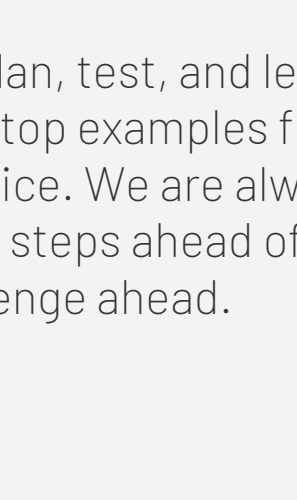 lan, test, and le
top examples f
ice. We are alw
steps ahead of
enge ahead.